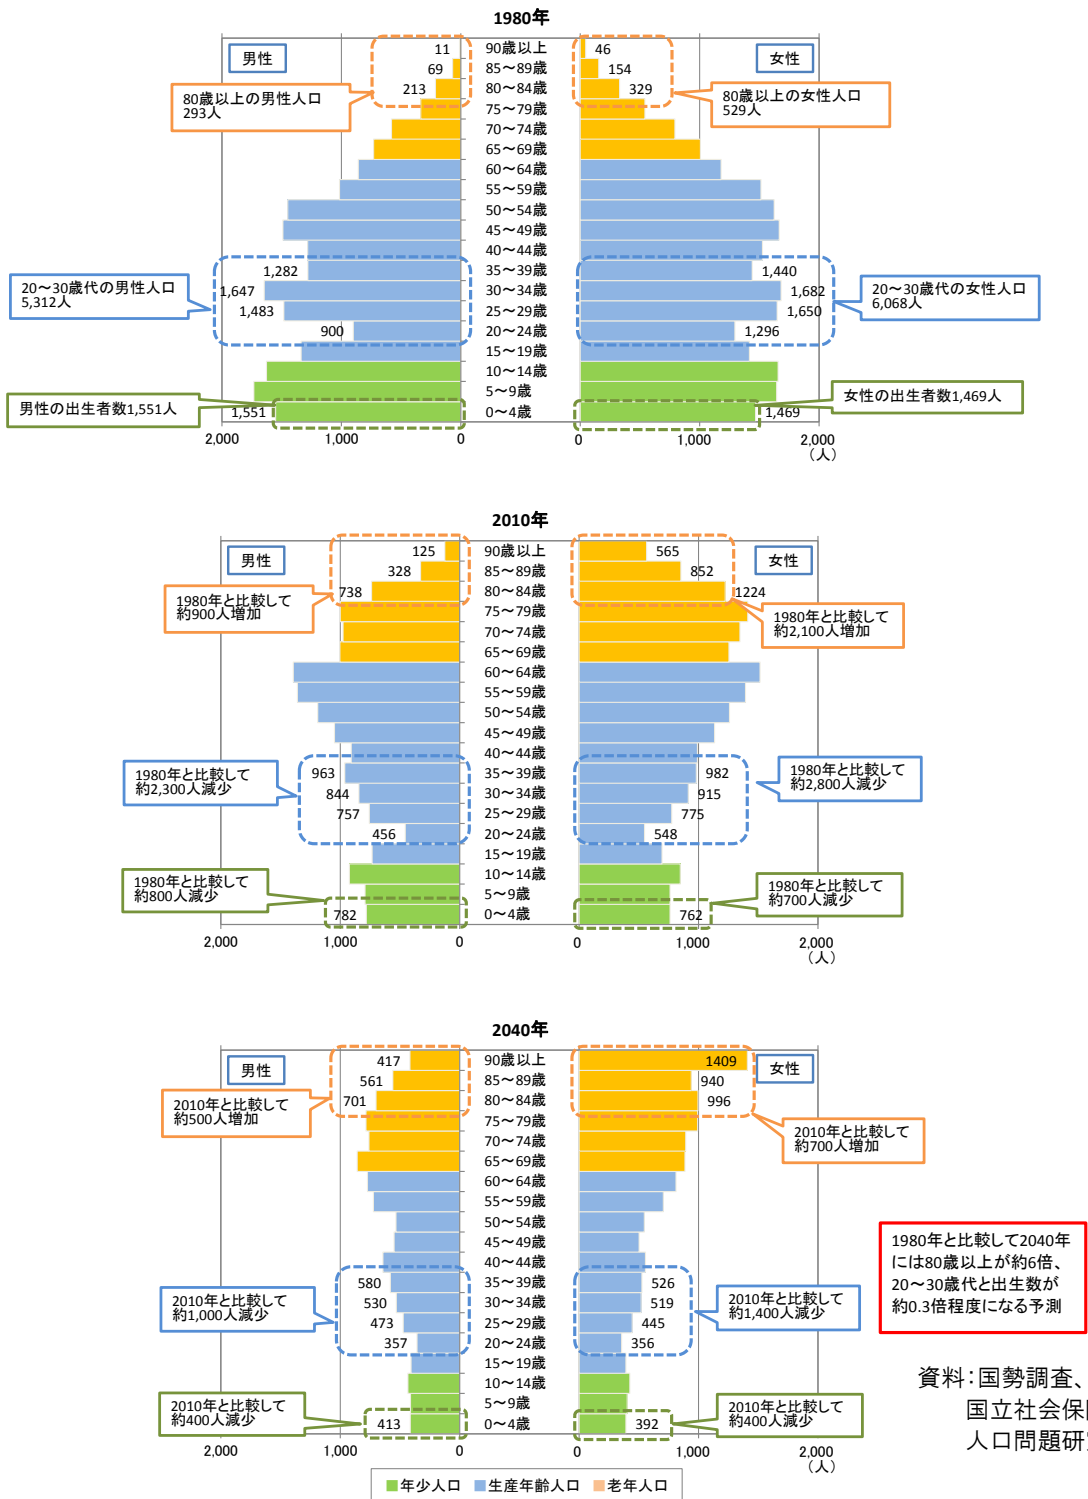 1980年
男性
女性
11 90歳以上 46
69 85～89歳 154
213 80～84歳 329
75～79歳
70～74歳
65～69歳
60～64歳
55～59歳
50～54歳
45～49歳
40～44歳
1,282 35～39歳 1,440
1,647 30～34歳 1,682
1,483 25～29歳 1,650
900 20～24歳 1,296
15～19歳
10～14歳
5～9歳
1,551 0～4歳 1,469
2,000 1,000 0 0 1,000 2,000
（人）
80歳以上の男性人口
293人
80歳以上の女性人口
529人
20～30歳代の男性人口
5,312人
20～30歳代の女性人口
6,068人
男性の出生者数1,551人
女性の出生者数1,469人
2010年
男性
女性
125 90歳以上 565
328 85～89歳 852
738 80～84歳 1224
75～79歳
70～74歳
65～69歳
60～64歳
55～59歳
50～54歳
45～49歳
40～44歳
963 35～39歳 982
844 30～34歳 915
757 25～29歳 775
456 20～24歳 548
15～19歳
10～14歳
5～9歳
782 0～4歳 762
2,000 1,000 0 0 1,000 2,000
（人）
1980年と比較して
約900人増加
1980年と比較して
約2,100人増加
1980年と比較して
約2,300人減少
1980年と比較して
約2,800人減少
1980年と比較して
約800人減少
1980年と比較して
約700人減少
2040年
男性
女性
417 90歳以上 1409
561 85～89歳 940
701 80～84歳 996
75～79歳
70～74歳
65～69歳
60～64歳
55～59歳
50～54歳
45～49歳
40～44歳
580 35～39歳 526
530 30～34歳 519
473 25～29歳 445
357 20～24歳 356
15～19歳
10～14歳
5～9歳
413 0～4歳 392
2,000 1,000 0 0 1,000 2,000
（人）
2010年と比較して
約500人増加
2010年と比較して
約700人増加
2010年と比較して
約1,000人減少
2010年と比較して
約1,400人減少
2010年と比較して
約400人減少
2010年と比較して
約400人減少
1980年と比較して2040年
には80歳以上が約6倍、
20～30歳代と出生数が
約0.3倍程度になる予測
資料：国勢調査、
国立社会保
人口問題研
年少人口 生産年齢人口 老年人口